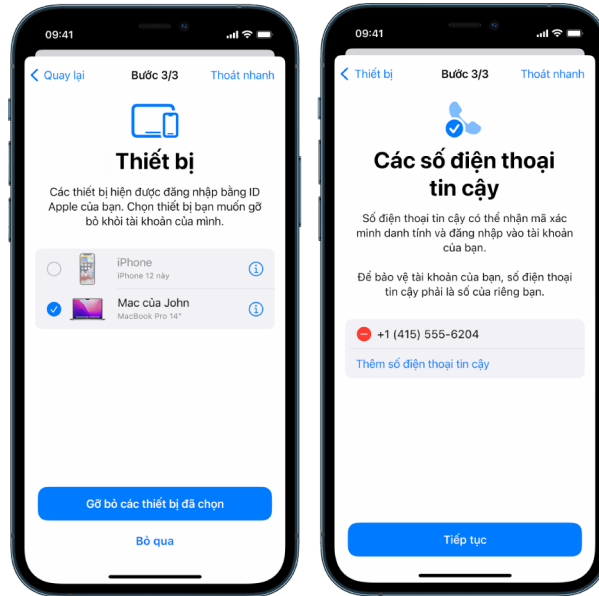 09:41
Quay lại
Bước 3/3
Thoát nhanh
Thiết bị
Các thiết bị hiện được đăng nhập bằng ID
Apple của bạn. Chọn thiết bị bạn muốn gỡ
bỏ khỏi tài khoản của mình.
iPhone
iPhone 12 này
Mac của John
MacBook Pro 14"
Gỡ bỏ các thiết bị đã chọn
Bỏ qua
09:41
Thiết bị
Bước 3/3
Thoát nhanh
Các số điện thoại
tin cậy
Số điện thoại tin cậy có thể nhận mã xác
minh danh tính và đăng nhập vào tài khoản
của bạn.
Để bảo vệ tài khoản của bạn, số điện thoại
tin cậy phải là số của riêng bạn.
+1 (415) 555-6204
Thêm số điện thoại tin cậy
Tiếp tục